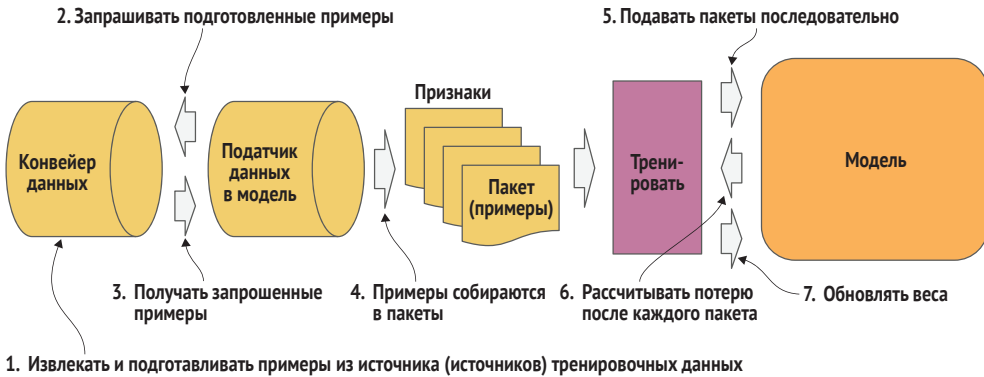 2. Запрашивать подготовленные примеры
5. Подавать пакеты последовательно
Признаки
Конвейер
данных
Податчик
данных
в модель
Пакет
(примеры)
Трени-
ровать
Модель
3. Получать запрошенные
примеры
4. Примеры собираются
в пакеты
6. Рассчитывать потерю
после каждого пакета
7. Обновлять веса
1. Извлекать и подготавливать примеры из источника (источников) тренировочных данных